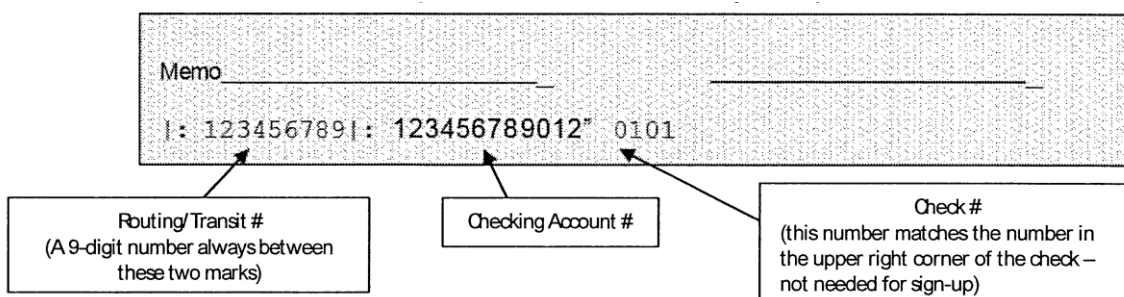 Memo
|: 123456789|: 123456789012" 0101
Routing/Transit #
(A 9-digit number always between
these two marks)
Checking Account #
Check #
(this number matches the number in
the upper right corner of the check –
not needed for sign-up)